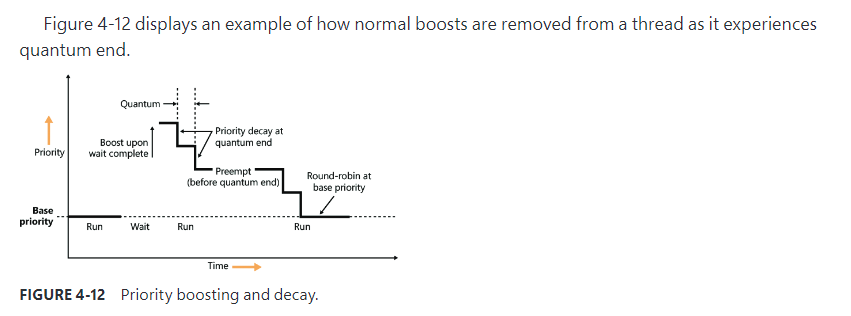 Figure 4-12 displays an example of how normal boosts are removed from a thread as it experiences
quantum end.
Quantum
Priority decay at
quantum end
Boost upon
wait complete
Priority
Preempt
(before quantum end)
Round-robin at
base priority
Base
priority
Run
Wait
Run
Run
Time
FIGURE 4-12 Priority boosting and decay.